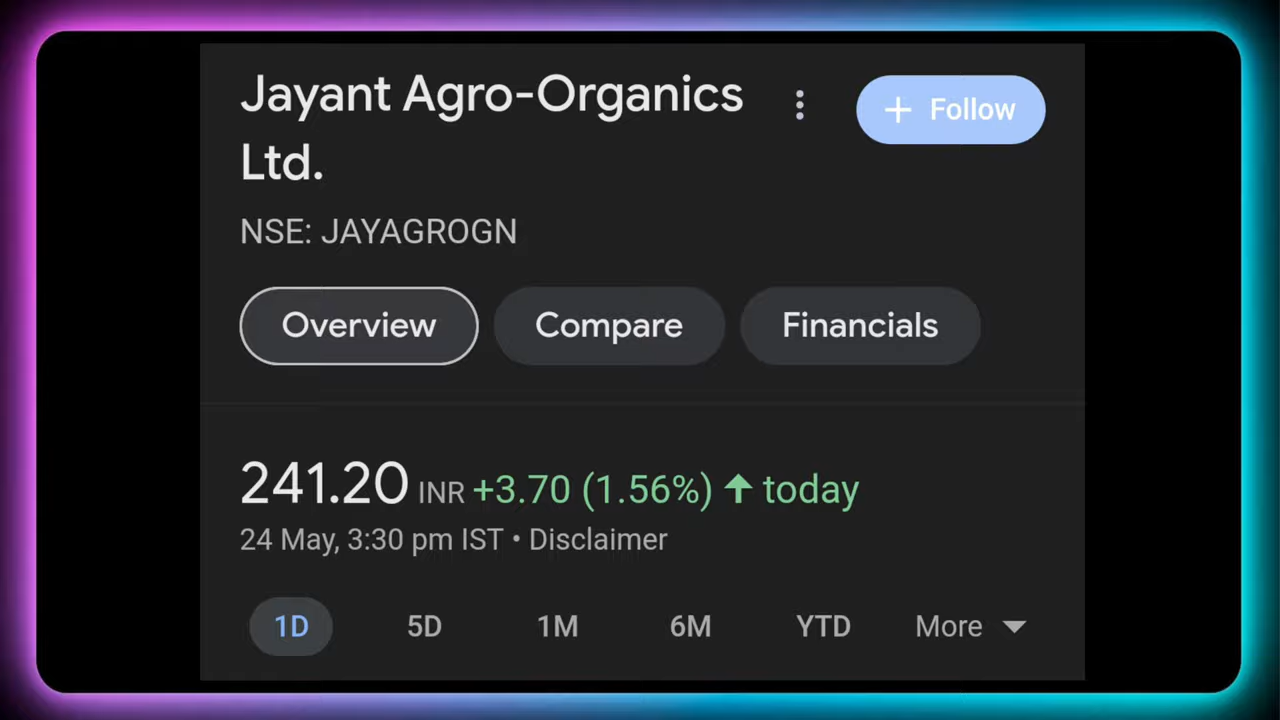 Jayant Agro-Organics
Ltd.
+ Follow
NSE: JAYAGROGN
Overview Compare Financials
241.20 INR +3.70 (1.56%) ↑ today
24 May, 3:30 pm IST • Disclaimer
1D 5D 1M 6M YTD More